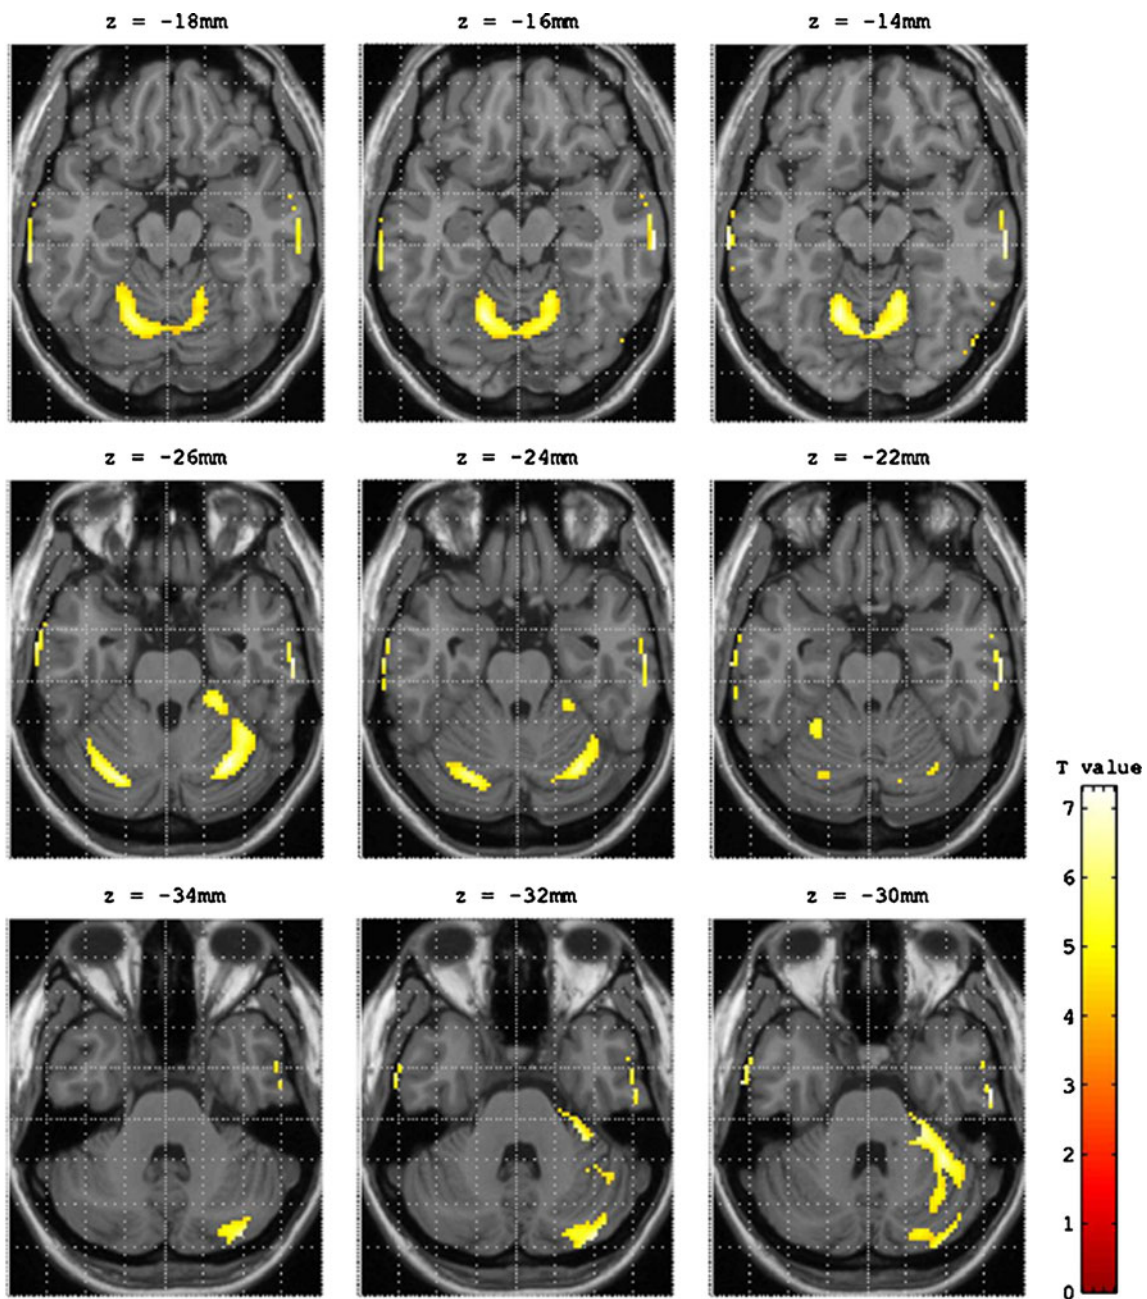 z = -18mm
z = -16mm
z = -14mm
z = -26mm
z = -24mm
z = -22mm
T value
7
6
5
4
3
2
1
0
z = -34mm
z = -32mm
z = -30mm